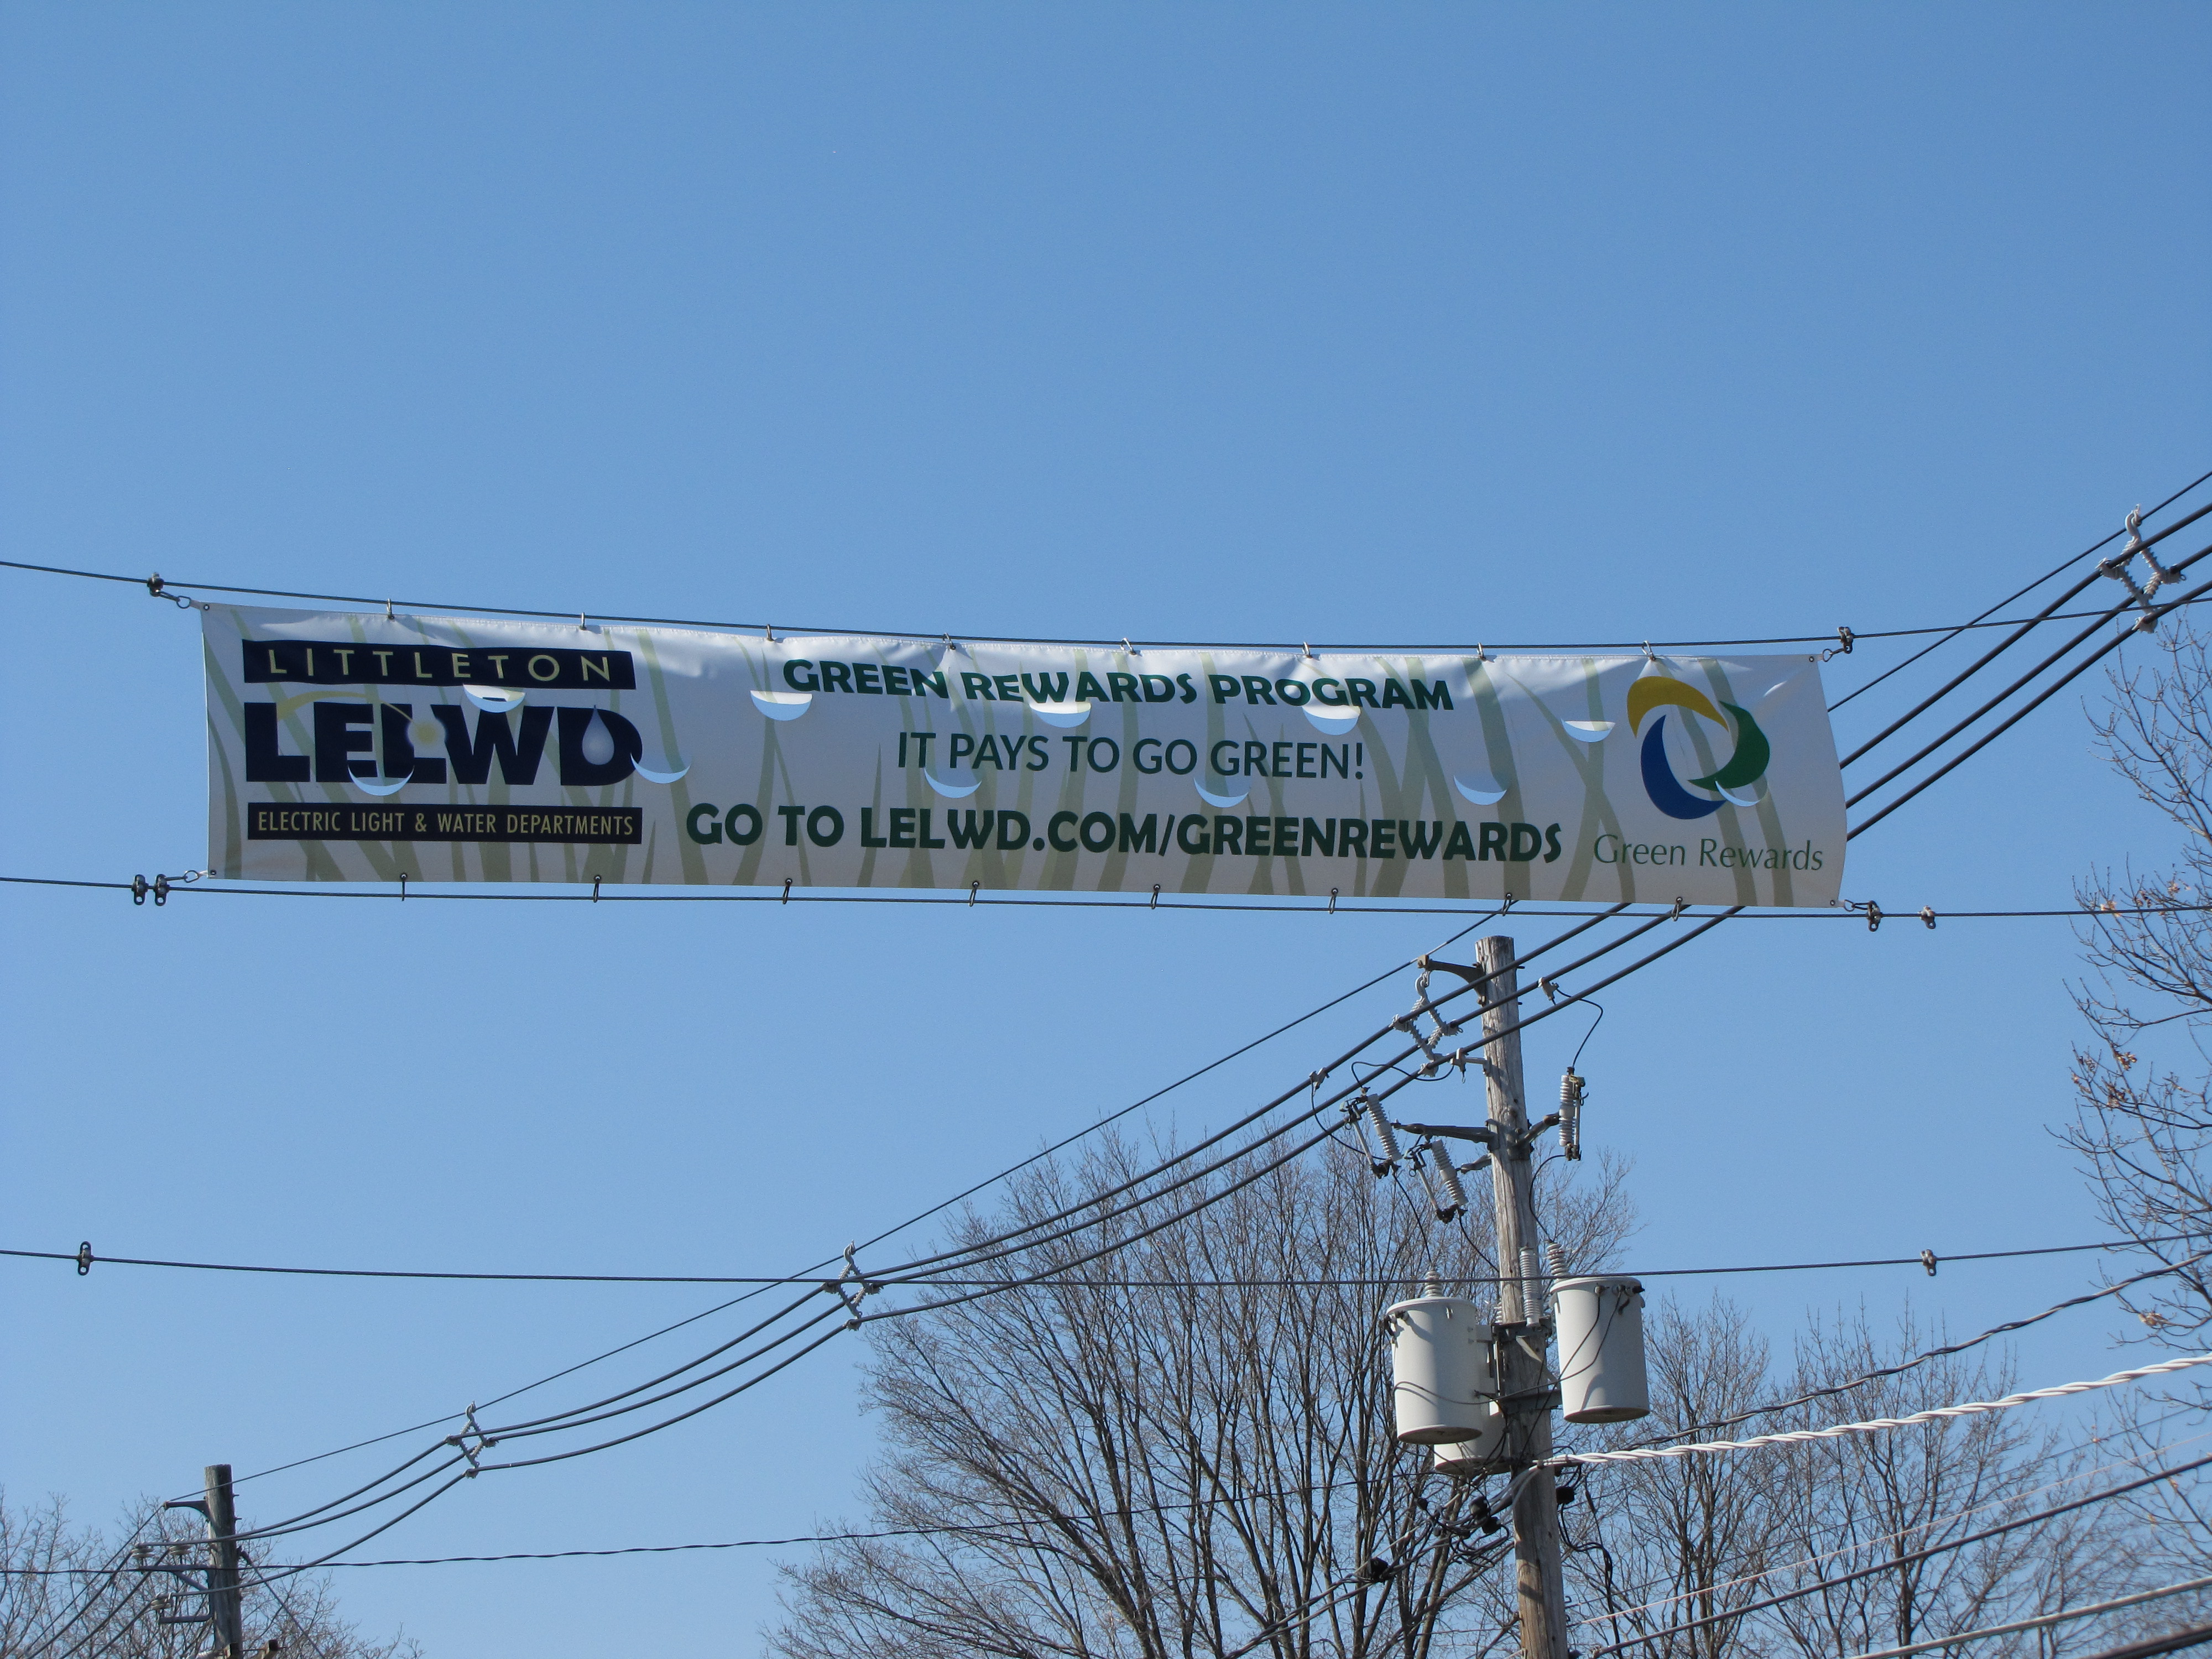 LITTLETON
LELWD
ELECTRIC LIGHT & WATER DEPARTMENTS
GREEN REWARDS PROGRAM
IT PAYS TO GO GREEN!
GO TO LELWD.COM/GREENREWARDS
Green Rewards